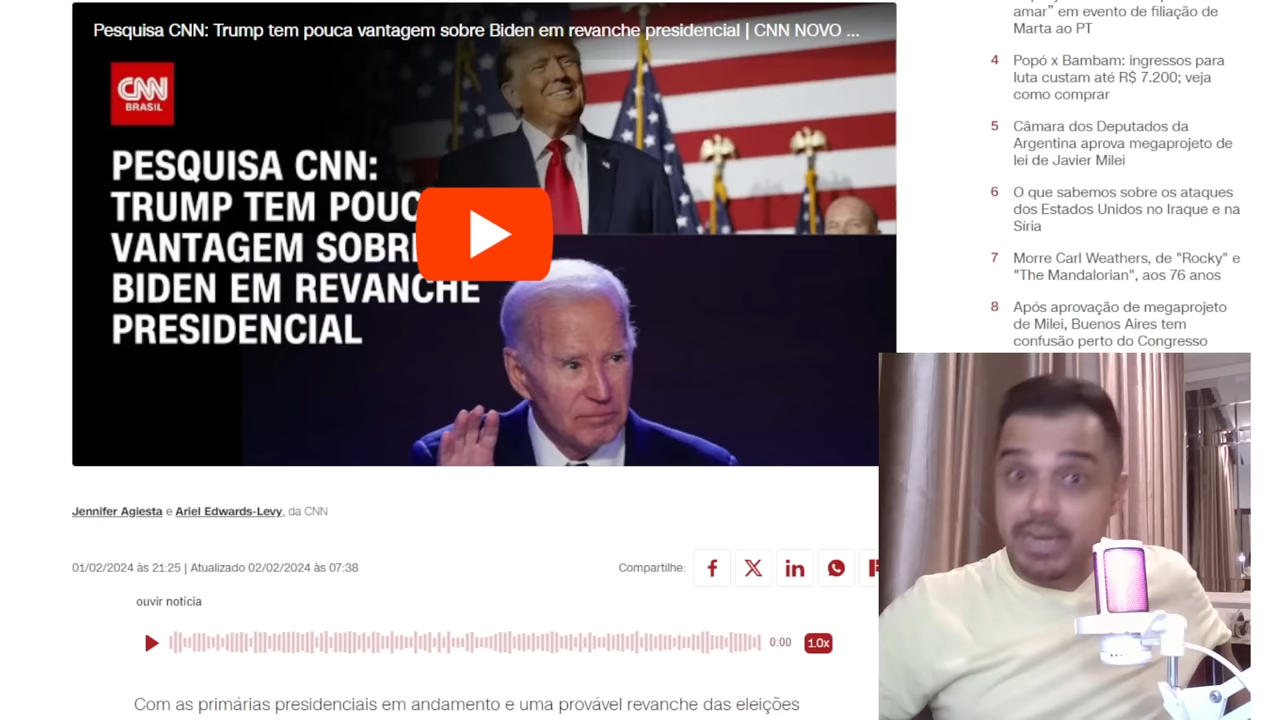 Pesquisa CNN: Trump tem pouca vantagem sobre Biden em revanche presidencial | CNN NOVO ...
CNN
BRASIL
PESQUISA CNN:
TRUMP TEM POUC
VANTAGEM SOBR
BIDEN EM REVANCHE
PRESIDENCIAL
Jennifer Agiesta e Ariel Edwards-Levy, da CNN
01/02/2024 às 21:25 | Atualizado 02/02/2024 às 07:38
Compartilhe:
ouvir notícia
0:00
1.0x
Com as primárias presidenciais em andamento e uma provável revanche das eleições
amar" em evento de filiação de
Marta ao PT
4 Popó x Bambam: ingressos para
luta custam até R$ 7.200; veja
como comprar
5 Câmara dos Deputados da
Argentina aprova megaprojeto de
lei de Javier Milei
6 O que sabemos sobre os ataques
dos Estados Unidos no Iraque e na
Síria
7 Morre Carl Weathers, de "Rocky" e
"The Mandalorian", aos 76 anos
8 Após aprovação de megaprojeto
de Milei, Buenos Aires tem
confusão perto do Congresso